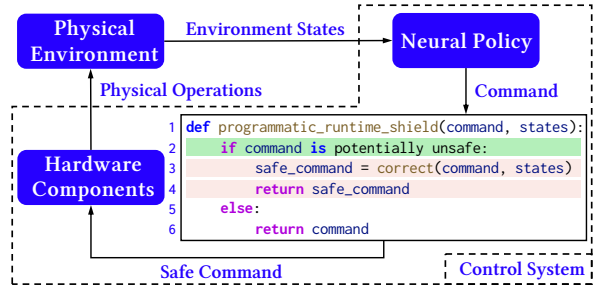 Physical
Environment
Environment States
Neural Policy
Physical Operations
Command
1 def programmatic_runtime_shield(command, states):
2 if command is potentially unsafe:
3 safe_command = correct(command, states)
4 return safe_command
5 else:
6 return command
Hardware
Components
Safe Command
Control System